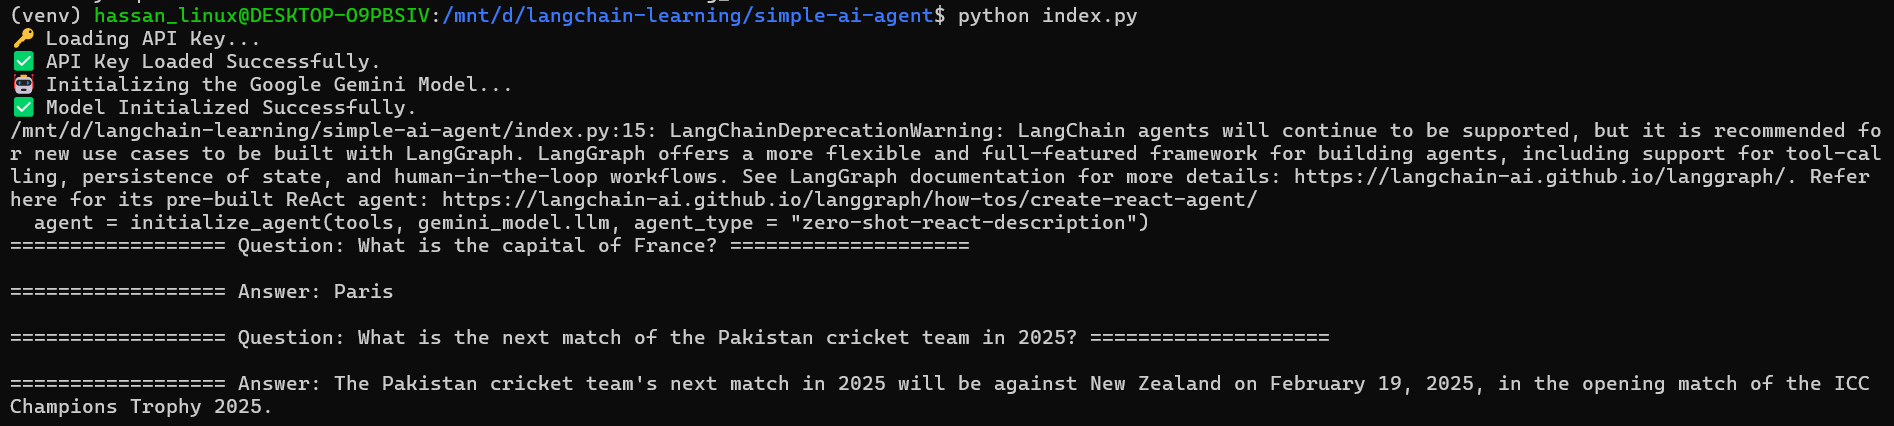 (venv) hassan_linux@DESKTOP-O9PBSIV:/mnt/d/langchain-learning/simple-ai-agent$ python index.py
🔑 Loading API Key...
✅ API Key Loaded Successfully.
🤖 Initializing the Google Gemini Model...
✅ Model Initialized Successfully.
/mnt/d/langchain-learning/simple-ai-agent/index.py:15: LangChainDeprecationWarning: LangChain agents will continue to be supported, but it is recommended fo
r new use cases to be built with LangGraph. LangGraph offers a more flexible and full-featured framework for building agents, including support for tool-cal
ling, persistence of state, and human-in-the-loop workflows. See LangGraph documentation for more details: https://langchain-ai.github.io/langgraph/. Refer
here for its pre-built ReAct agent: https://langchain-ai.github.io/langgraph/how-tos/create-react-agent/
  agent = initialize_agent(tools, gemini_model.llm, agent_type = "zero-shot-react-description")
================== Question: What is the capital of France? ====================
================== Answer: Paris
================== Question: What is the next match of the Pakistan cricket team in 2025? ====================
================== Answer: The Pakistan cricket team's next match in 2025 will be against New Zealand on February 19, 2025, in the opening match of the ICC
Champions Trophy 2025.